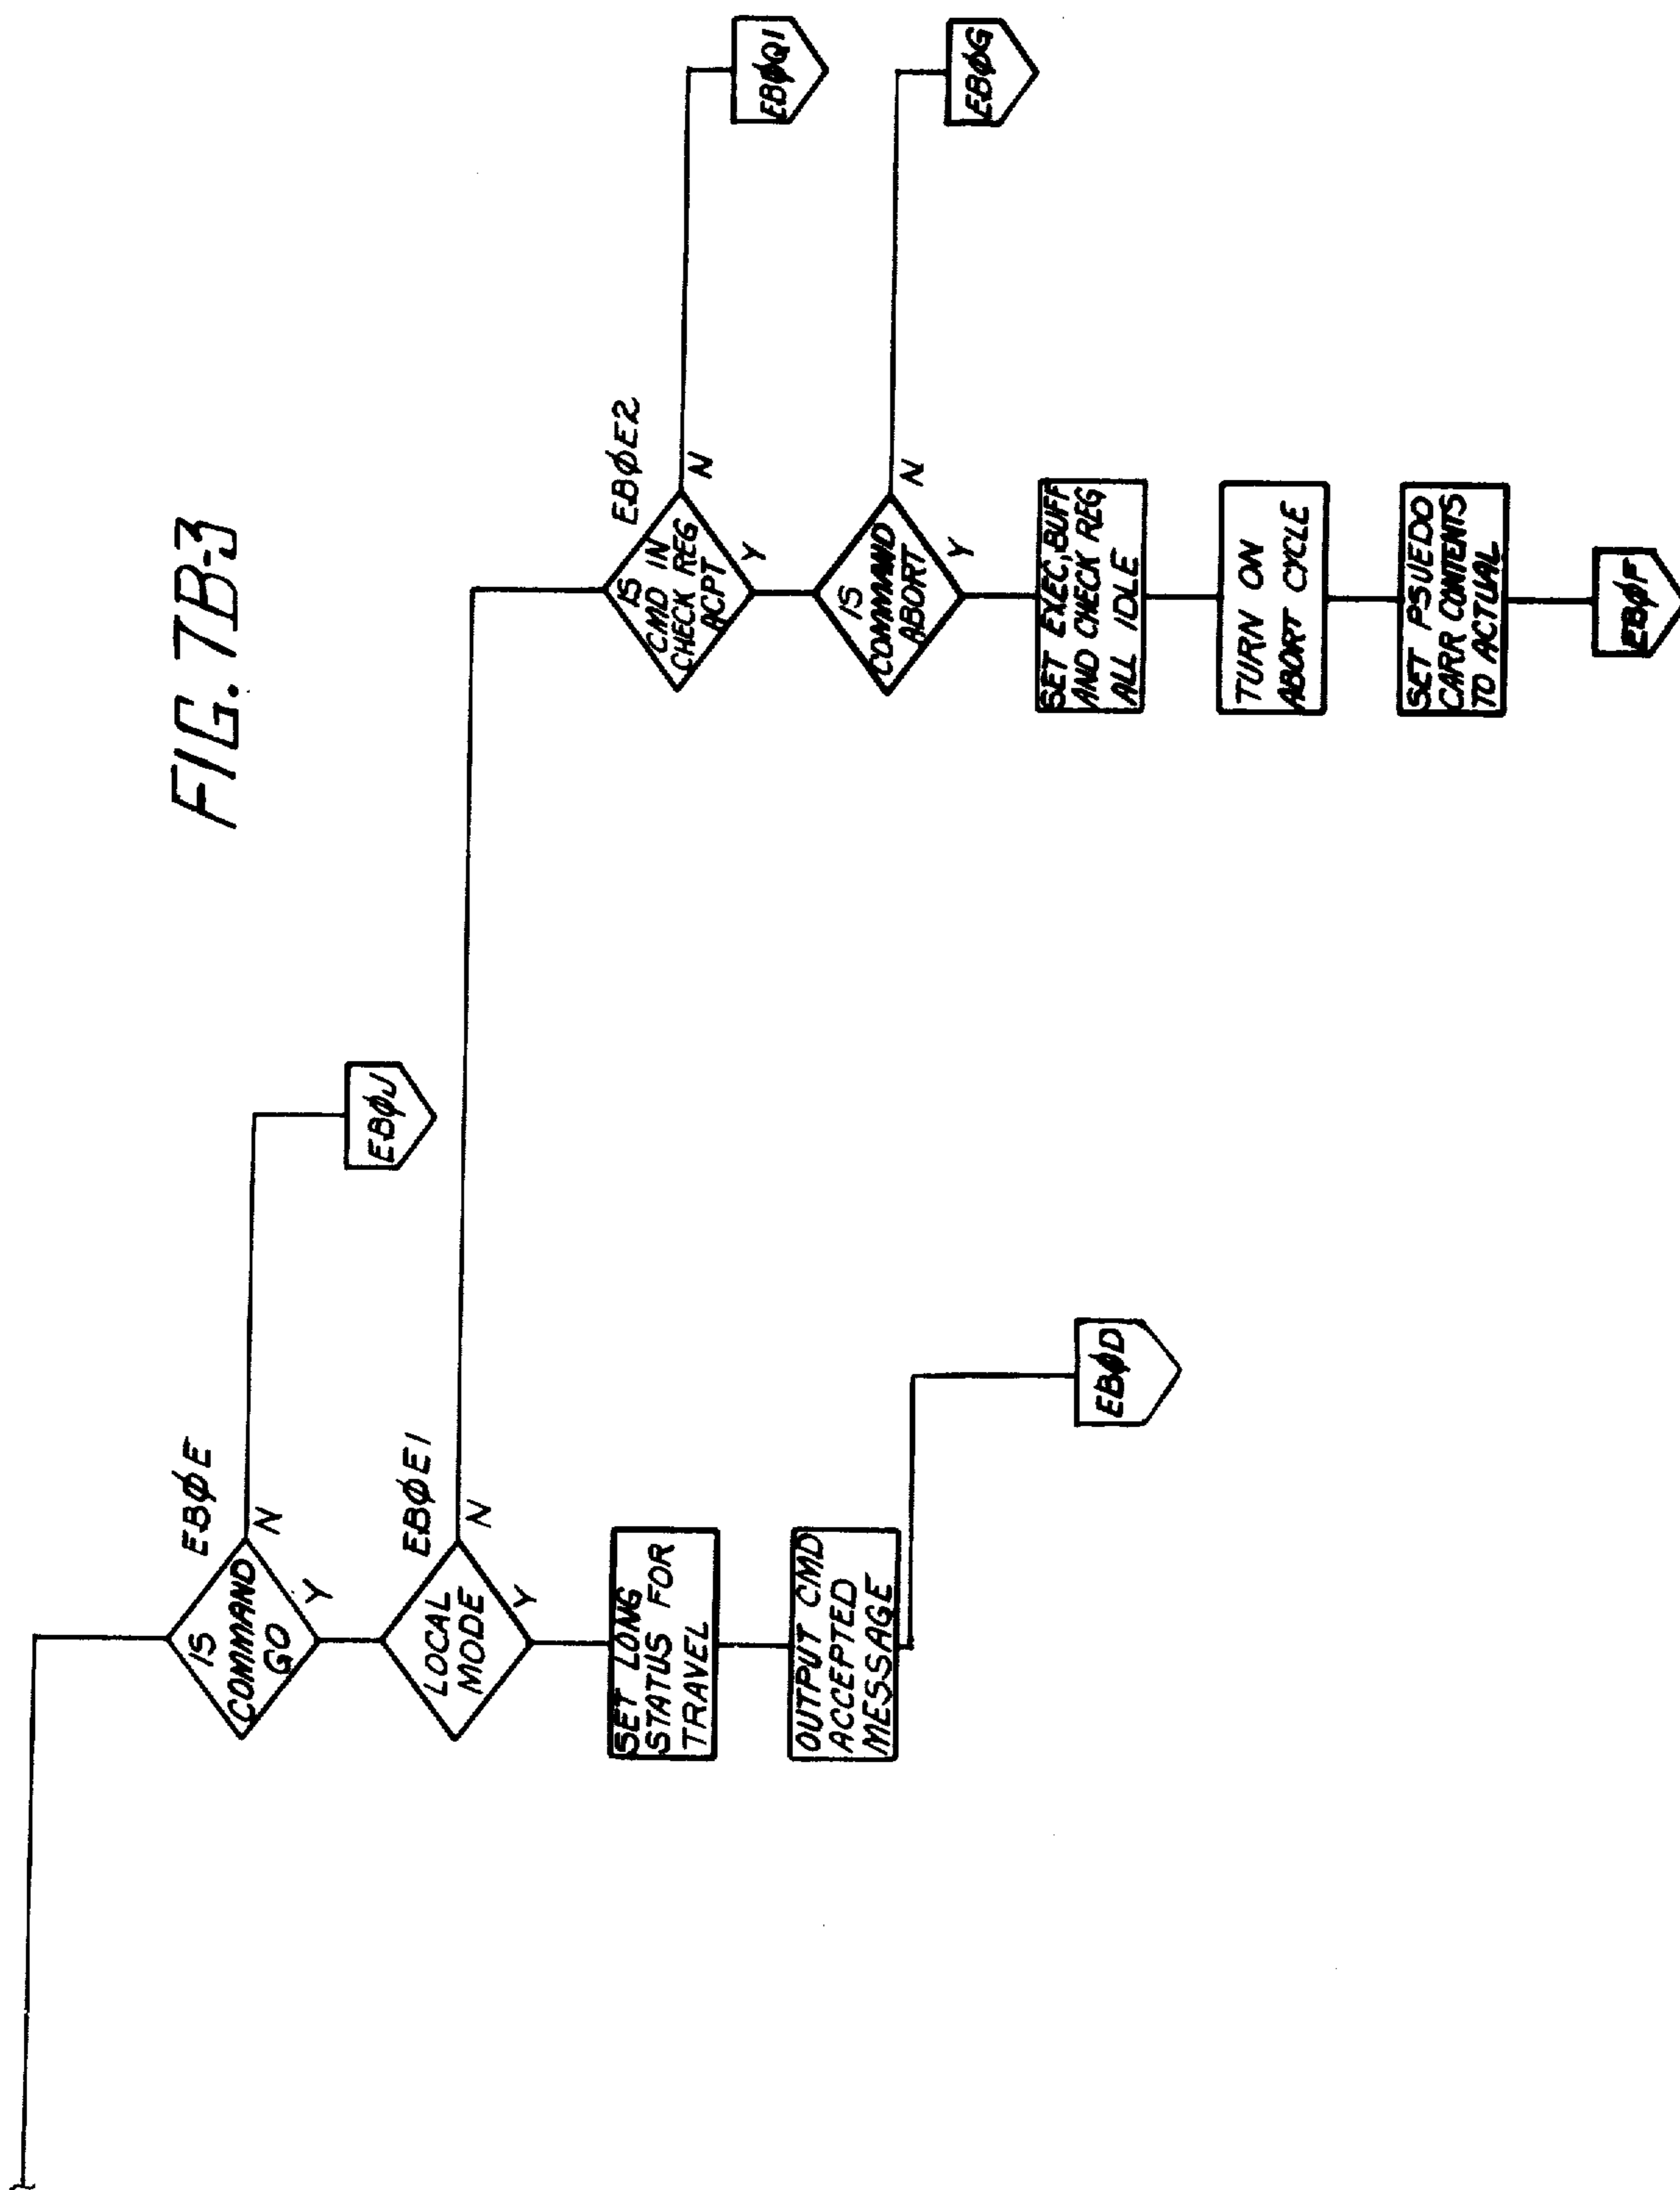 FIG. 7B-3
EBØE
IS
COMMAND
GO
N
Y
EBØJ
EBØE1
LOCAL
MODE
N
Y
SET LONG
STATUS FOR
TRAVEL
OUTPUT CMD
ACCEPTED
MESSAGE
EBØD
EBØE2
IS
CMD IN
CHECK REG
ACPT
N
Y
EBØQ1
IS
COMMAND
ABORT
N
Y
EBØG
SET EXEC, BUFF
AND CHECK REG
ALL IDLE
TURN ON
ABORT CYCLE
SET PSUEDO
CARR CONTENTS
TO ACTUAL
EBØF